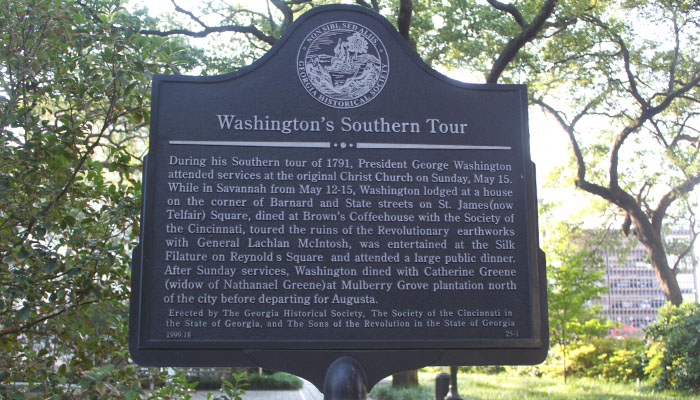 NON SIBI, SED ALIIS
GEORGIA HISTORICAL SOCIETY
Washington's Southern Tour
During his Southern tour of 1791, President George Washington
attended services at the original Christ Church on Sunday, May 15.
While in Savannah from May 12-15, Washington lodged at a house
on the corner of Barnard and State streets on St. James(now
Telfair) Square, dined at Brown's Coffeehouse with the Society of
the Cincinnati, toured the ruins of the Revolutionary earthworks
with General Lachlan McIntosh, was entertained at the Silk
Filature on Reynold s Square and attended a large public dinner.
After Sunday services, Washington dined with Catherine Greene
(widow of Nathanael Greene)at Mulberry Grove plantation north
of the city before departing for Augusta.
Erected by The Georgia Historical Society, The Society of the Cincinnati in
the State of Georgia, and The Sons of the Revolution in the State of Georgia
1999.18 25-3